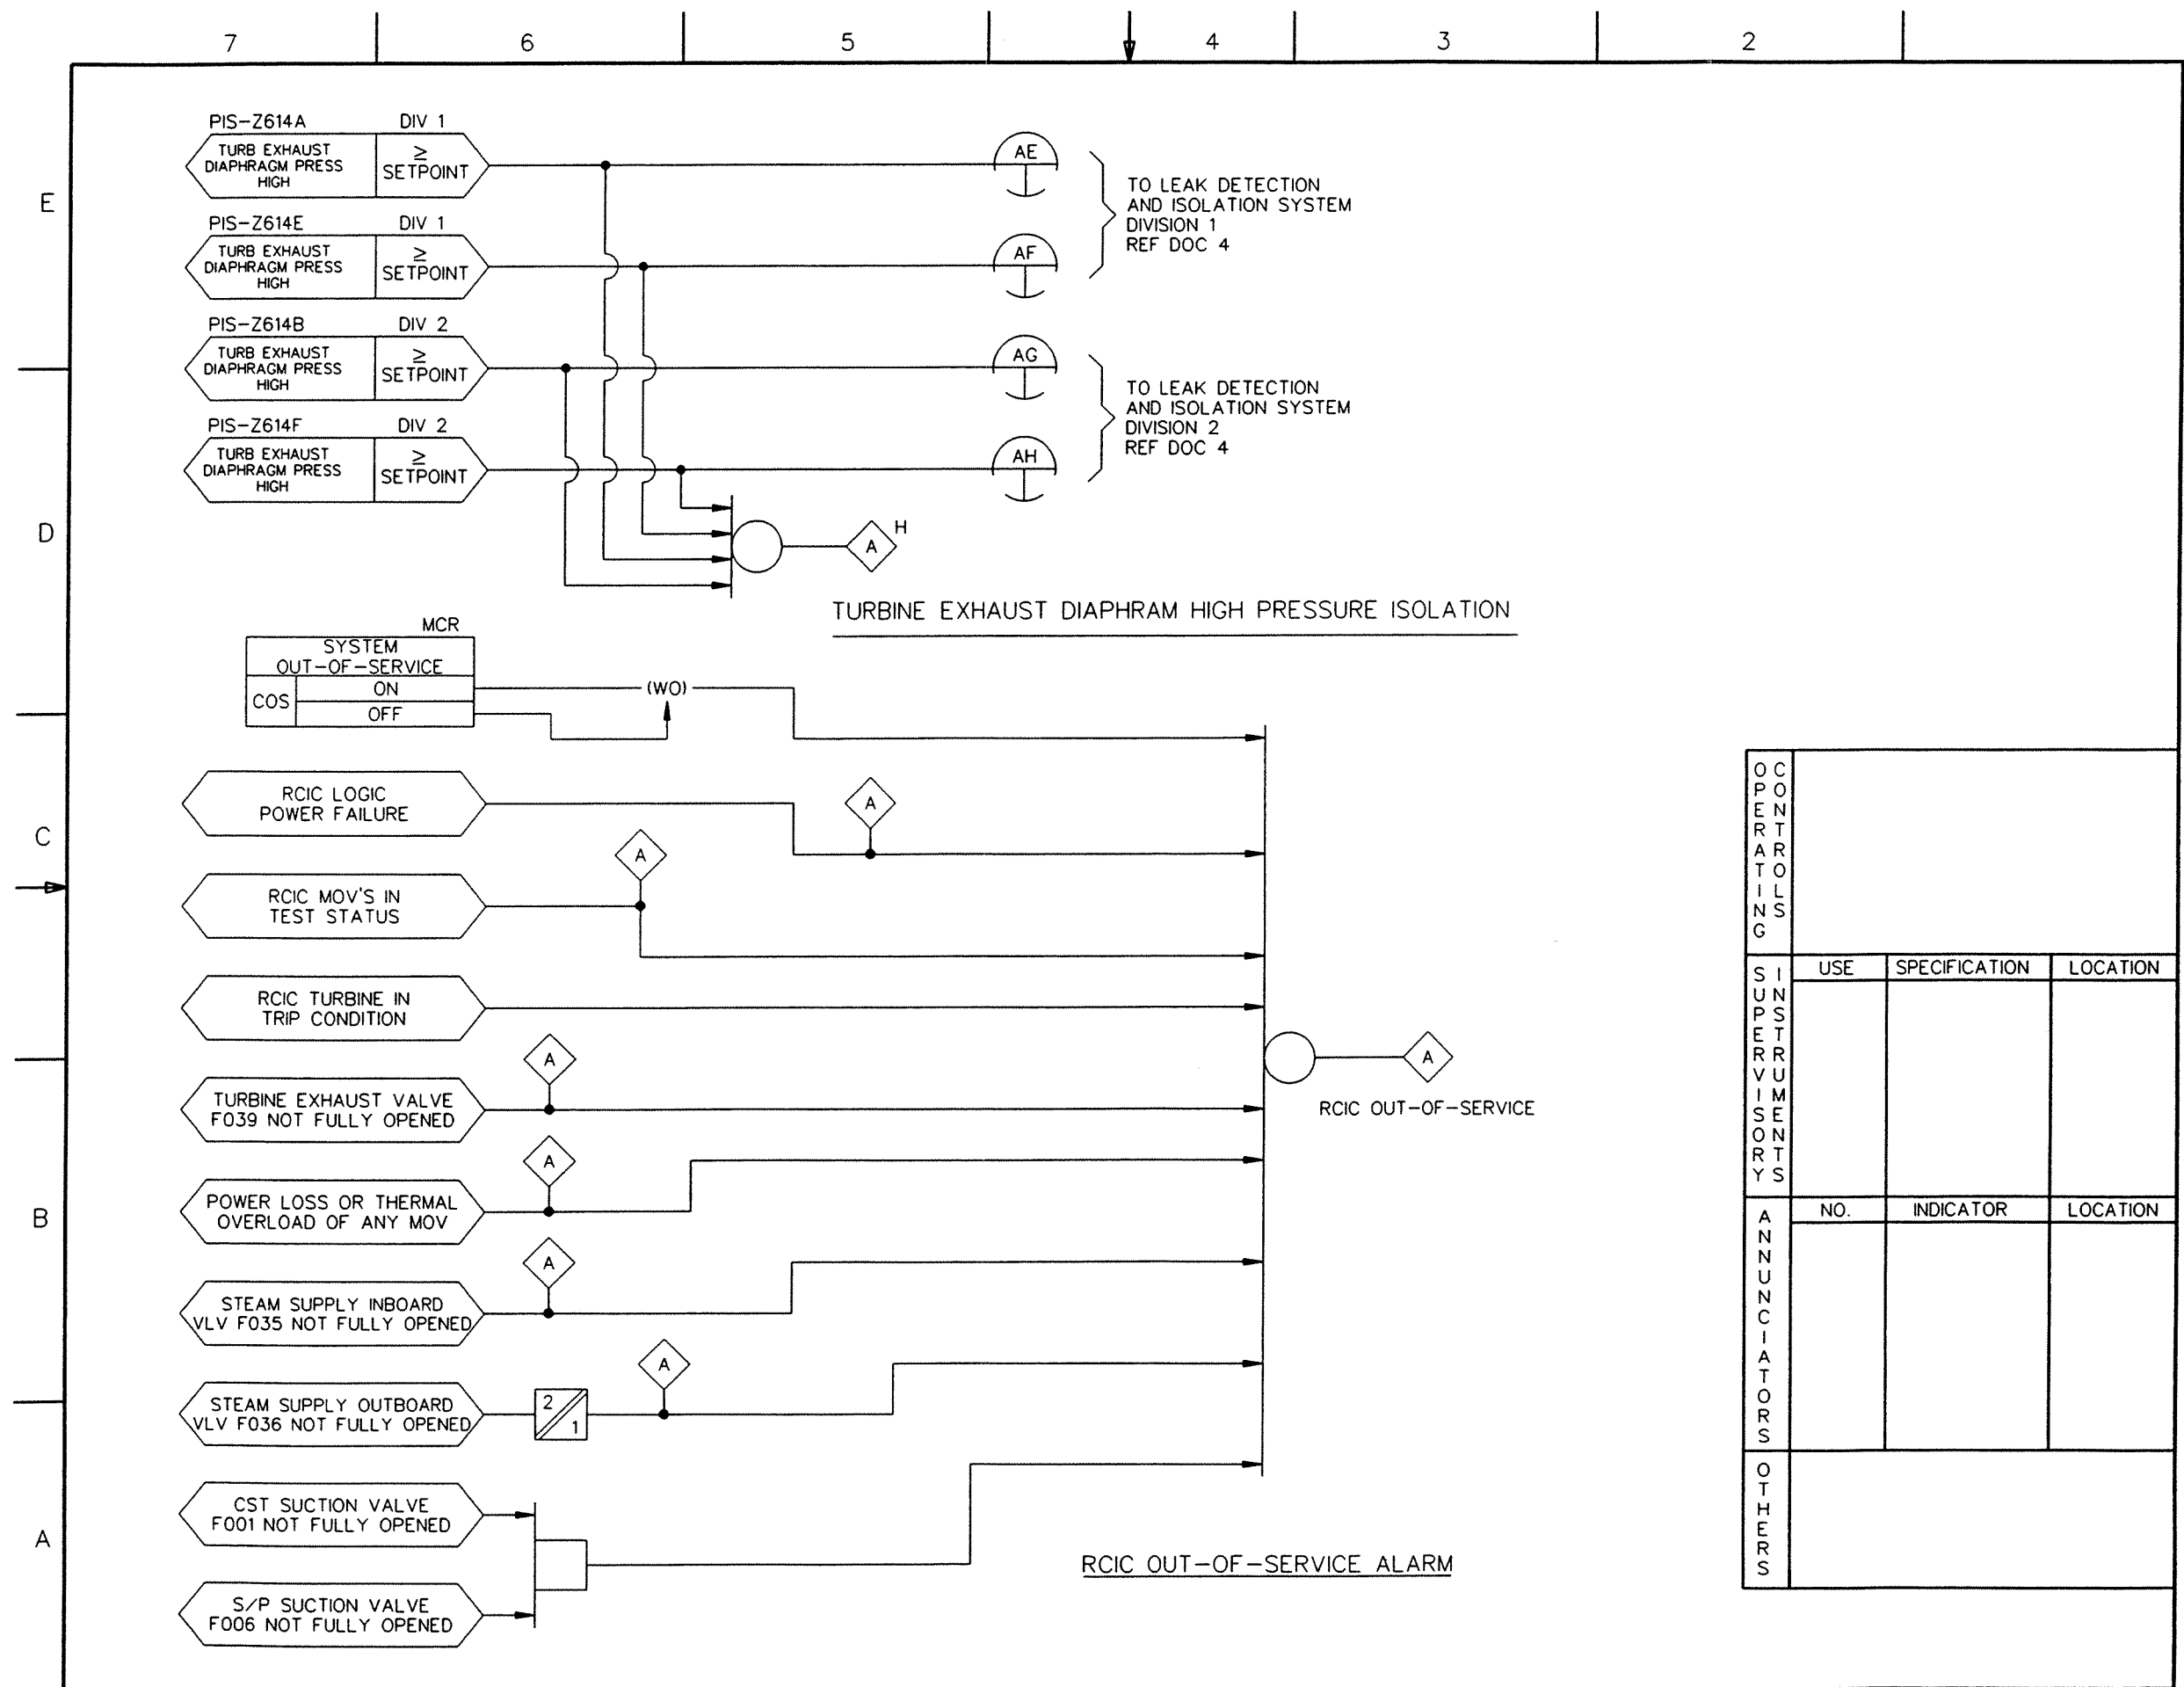 7 6 5 4 3 2
E
D
C
B
A
PIS-Z614A DIV 1
TURB EXHAUST
DIAPHRAGM PRESS
HIGH
≥
SETPOINT
AE
PIS-Z614E DIV 1
TURB EXHAUST
DIAPHRAGM PRESS
HIGH
≥
SETPOINT
AF
TO LEAK DETECTION
AND ISOLATION SYSTEM
DIVISION 1
REF DOC 4
PIS-Z614B DIV 2
TURB EXHAUST
DIAPHRAGM PRESS
HIGH
≥
SETPOINT
AG
PIS-Z614F DIV 2
TURB EXHAUST
DIAPHRAGM PRESS
HIGH
≥
SETPOINT
AH
TO LEAK DETECTION
AND ISOLATION SYSTEM
DIVISION 2
REF DOC 4
A H
TURBINE EXHAUST DIAPHRAM HIGH PRESSURE ISOLATION
MCR
SYSTEM
OUT-OF-SERVICE
COS
ON
OFF
(WO)
RCIC LOGIC
POWER FAILURE
A
A
RCIC MOV'S IN
TEST STATUS
RCIC TURBINE IN
TRIP CONDITION
A
TURBINE EXHAUST VALVE
F039 NOT FULLY OPENED
A
RCIC OUT-OF-SERVICE
A
POWER LOSS OR THERMAL
OVERLOAD OF ANY MOV
A
STEAM SUPPLY INBOARD
VLV F035 NOT FULLY OPENED
A
STEAM SUPPLY OUTBOARD
VLV F036 NOT FULLY OPENED
2
1
CST SUCTION VALVE
F001 NOT FULLY OPENED
S/P SUCTION VALVE
F006 NOT FULLY OPENED
RCIC OUT-OF-SERVICE ALARM
OPERATING
CONTROLS
SUPERVISORY
INSTRUMENTS
USE SPECIFICATION LOCATION
ANNUNCIATORS
NO. INDICATOR LOCATION
OTHERS